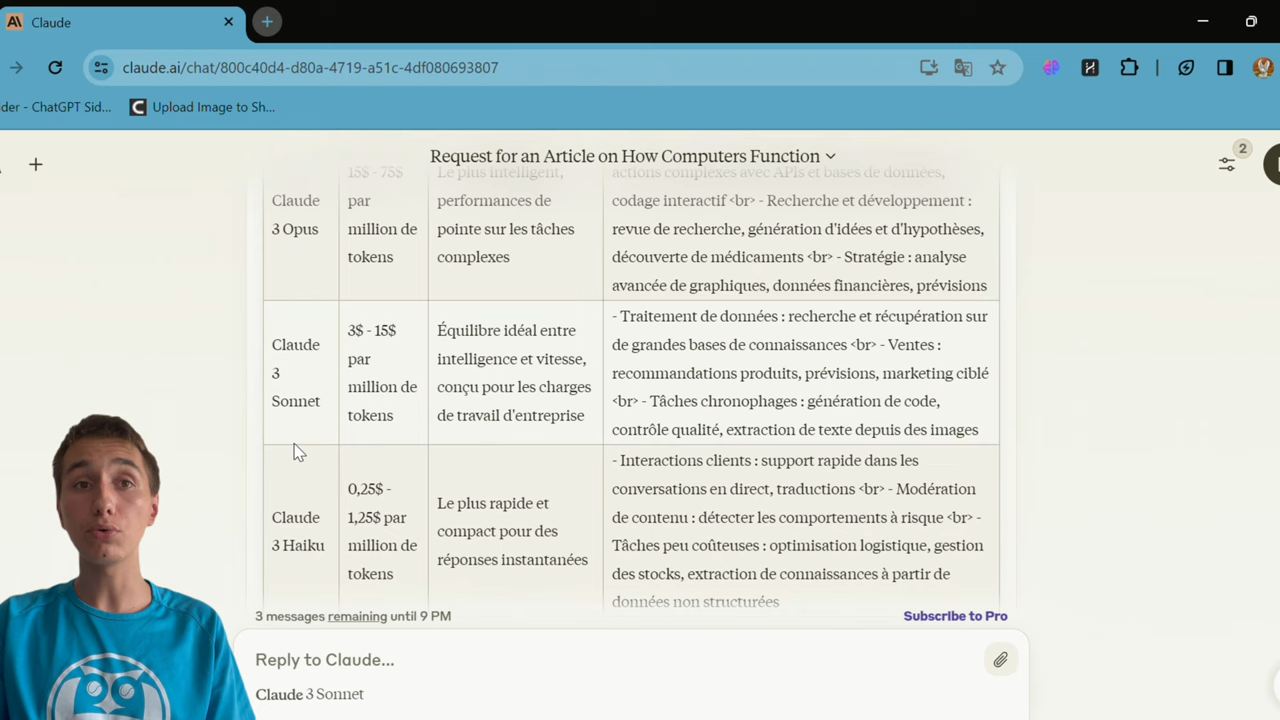 Claude
claude.ai/chat/800c40d4-d80a-4719-a51c-4df080693807
der - ChatGPT Sid...
Upload Image to Sh...
Request for an Article on How Computers Function
2
Claude
3 Opus
15$ - 75$
par
million de
tokens
Le plus intelligent,
performances de
pointe sur les tâches
complexes
actions complexes avec APIs et bases de données,
codage interactif <br> - Recherche et développement :
revue de recherche, génération d'idées et d'hypothèses,
découverte de médicaments <br> - Stratégie : analyse
avancée de graphiques, données financières, prévisions
Claude
3
Sonnet
3$ - 15$
par
million de
tokens
Équilibre idéal entre
intelligence et vitesse,
conçu pour les charges
de travail d'entreprise
- Traitement de données : recherche et récupération sur
de grandes bases de connaissances <br> - Ventes :
recommandations produits, prévisions, marketing ciblé
<br> - Tâches chronophages : génération de code,
contrôle qualité, extraction de texte depuis des images
Claude
3 Haiku
0,25$ -
1,25$ par
million de
tokens
Le plus rapide et
compact pour des
réponses instantanées
- Interactions clients : support rapide dans les
conversations en direct, traductions <br> - Modération
de contenu : détecter les comportements à risque <br> -
Tâches peu coûteuses : optimisation logistique, gestion
des stocks, extraction de connaissances à partir de
données non structurées
3 messages remaining until 9 PM
Subscribe to Pro
Reply to Claude...
Claude 3 Sonnet